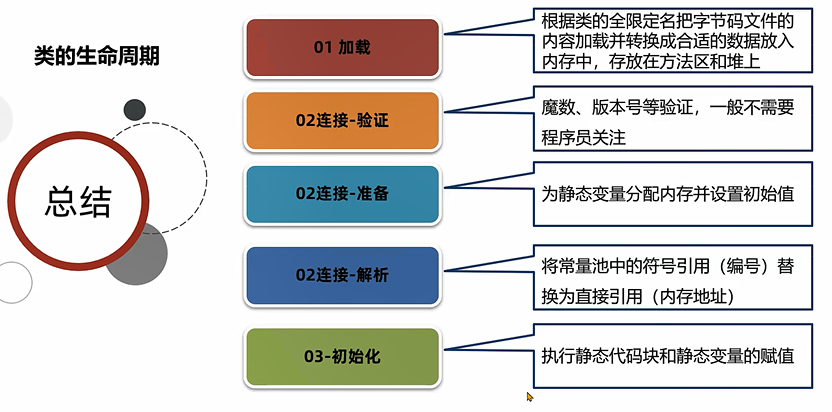 类的生命周期
总结
01 加载
根据类的全限定名把字节码文件的
内容加载并转换成合适的数据放入
内存中，存放在方法区和堆上
02连接-验证
魔数、版本号等验证，一般不需要
程序员关注
02连接-准备
为静态变量分配内存并设置初始值
02连接-解析
将常量池中的符号引用（编号）替
换为直接引用（内存地址）
03-初始化
执行静态代码块和静态变量的赋值